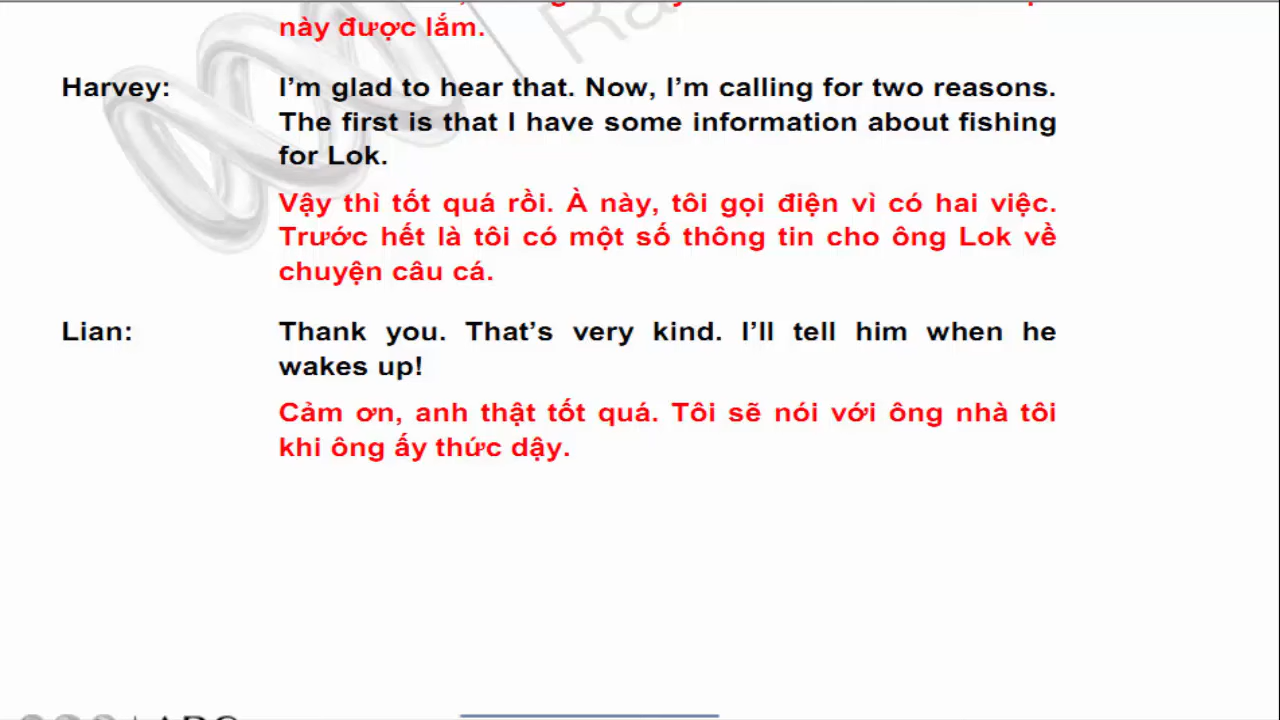 này được lắm.
Harvey: I’m glad to hear that. Now, I’m calling for two reasons.
The first is that I have some information about fishing
for Lok.
Vậy thì tốt quá rồi. À này, tôi gọi điện vì có hai việc.
Trước hết là tôi có một số thông tin cho ông Lok về
chuyện câu cá.
Lian: Thank you. That’s very kind. I’ll tell him when he
wakes up!
Cảm ơn, anh thật tốt quá. Tôi sẽ nói với ông nhà tôi
khi ông ấy thức dậy.